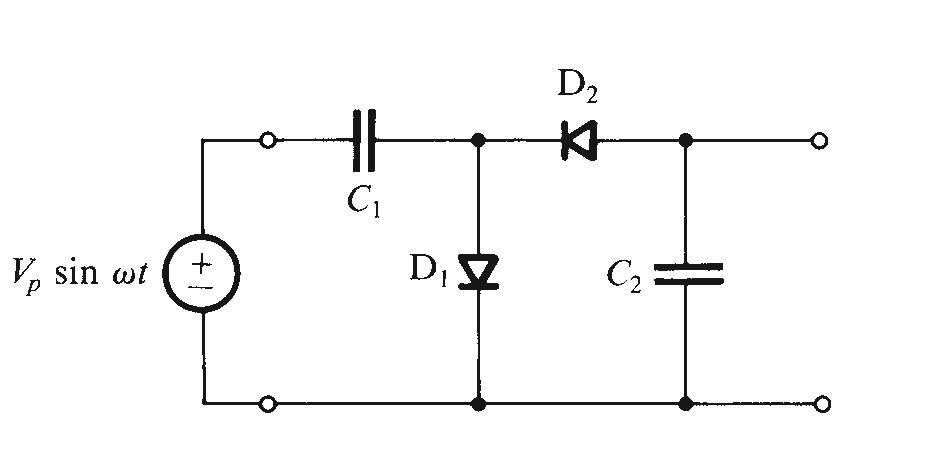 D₂
C₁
Vₚ sin ωt
+
−
D₁
C₂